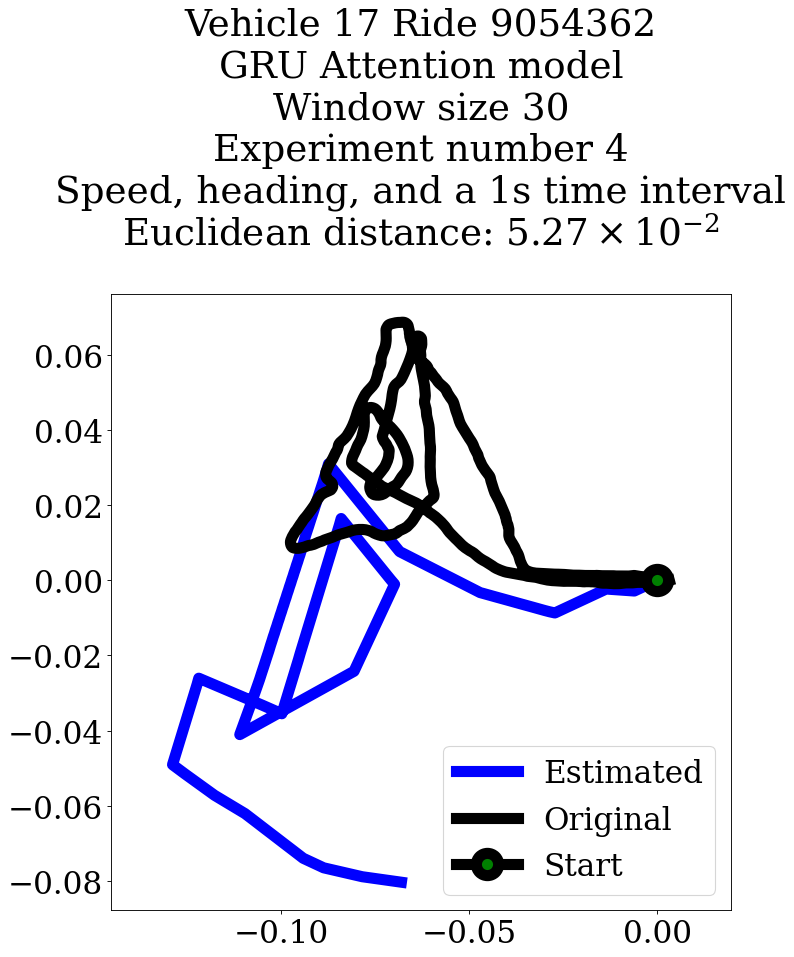 Vehicle 17 Ride 9054362
GRU Attention model
Window size 30
Experiment number 4
Speed, heading, and a 1s time interval
Euclidean distance: 5.27 × 10⁻²
0.06
0.04
0.02
0.00
−0.02
−0.04
−0.06
−0.08
Estimated
Original
Start
−0.10 −0.05 0.00